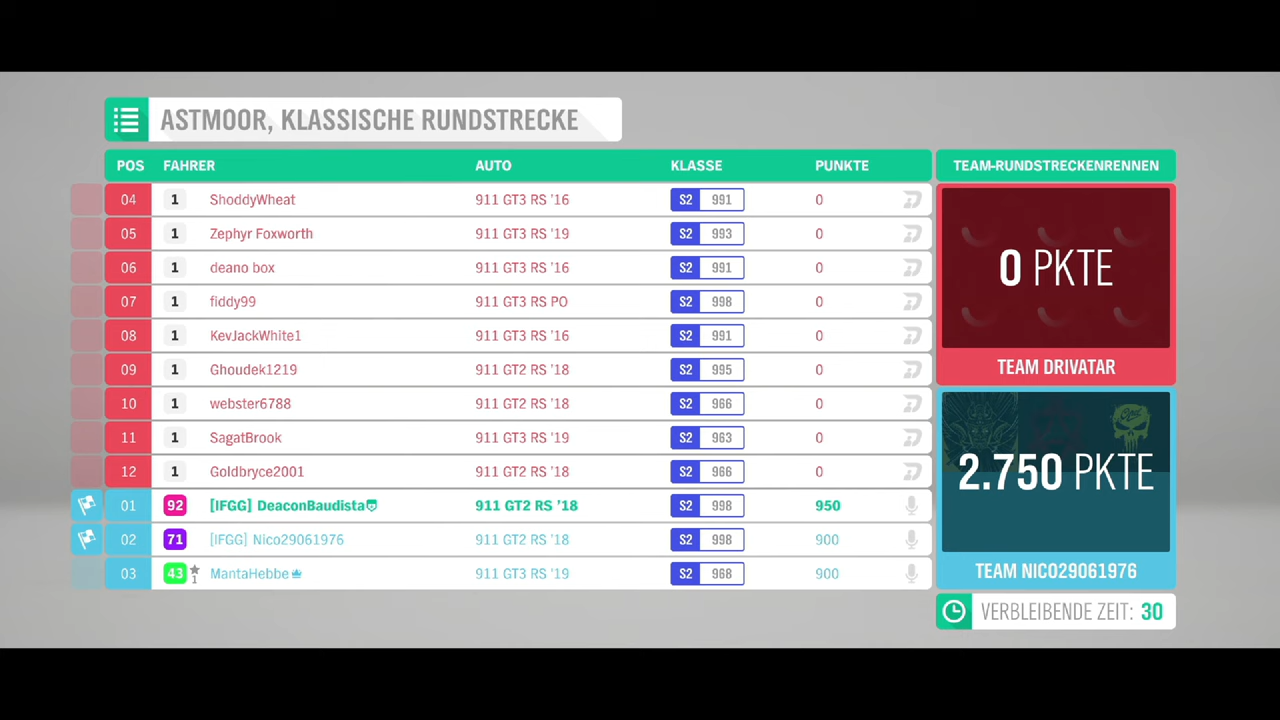 ASTMOOR, KLASSISCHE RUNDSTRECKE
POS FAHRER AUTO KLASSE PUNKTE
04 1 ShoddyWheat 911 GT3 RS '16 S2 991 0
05 1 Zephyr Foxworth 911 GT3 RS '19 S2 993 0
06 1 deano box 911 GT3 RS '16 S2 991 0
07 1 fiddy99 911 GT3 RS PO S2 998 0
08 1 KevJackWhite1 911 GT3 RS '16 S2 991 0
09 1 Ghoudek1219 911 GT2 RS '18 S2 995 0
10 1 webster6788 911 GT2 RS '18 S2 966 0
11 1 SagatBrook 911 GT3 RS '19 S2 963 0
12 1 Goldbryce2001 911 GT2 RS '18 S2 966 0
01 92 [IFGG] DeaconBaudista 911 GT2 RS '18 S2 998 950
02 71 [IFGG] Nico29061976 911 GT2 RS '18 S2 998 900
03 43 1 MantaHebbe 911 GT3 RS '19 S2 968 900
TEAM-RUNDSTRECKENRENNEN
0 PKTE
TEAM DRIVATAR
2.750 PKTE
TEAM NICO29061976
VERBLEIBENDE ZEIT: 30